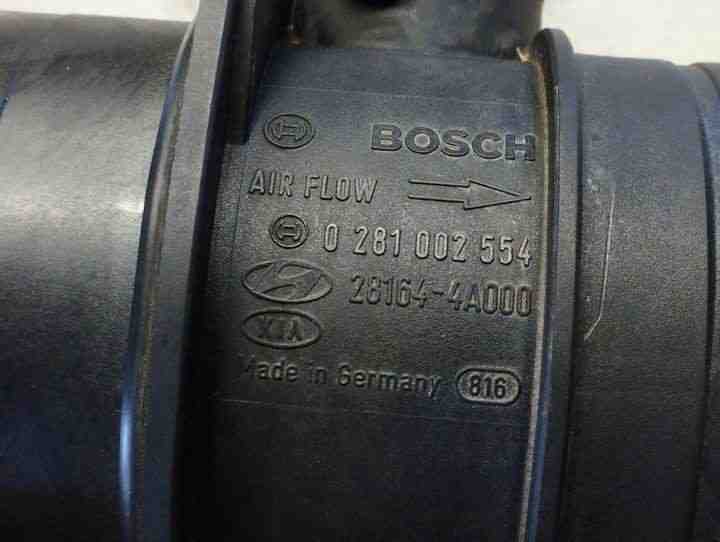 BOSCH
AIR FLOW
0 281 002 554
28164-4A000
KIA
Made in Germany 816